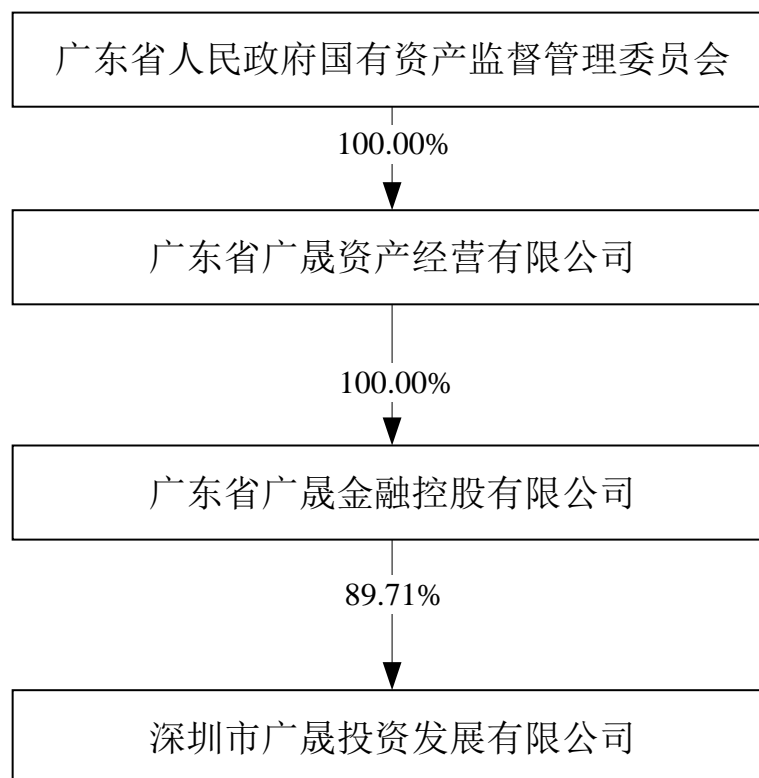 广东省人民政府国有资产监督管理委员会
100.00%
广东省广晟资产经营有限公司
100.00%
广东省广晟金融控股有限公司
89.71%
深圳市广晟投资发展有限公司